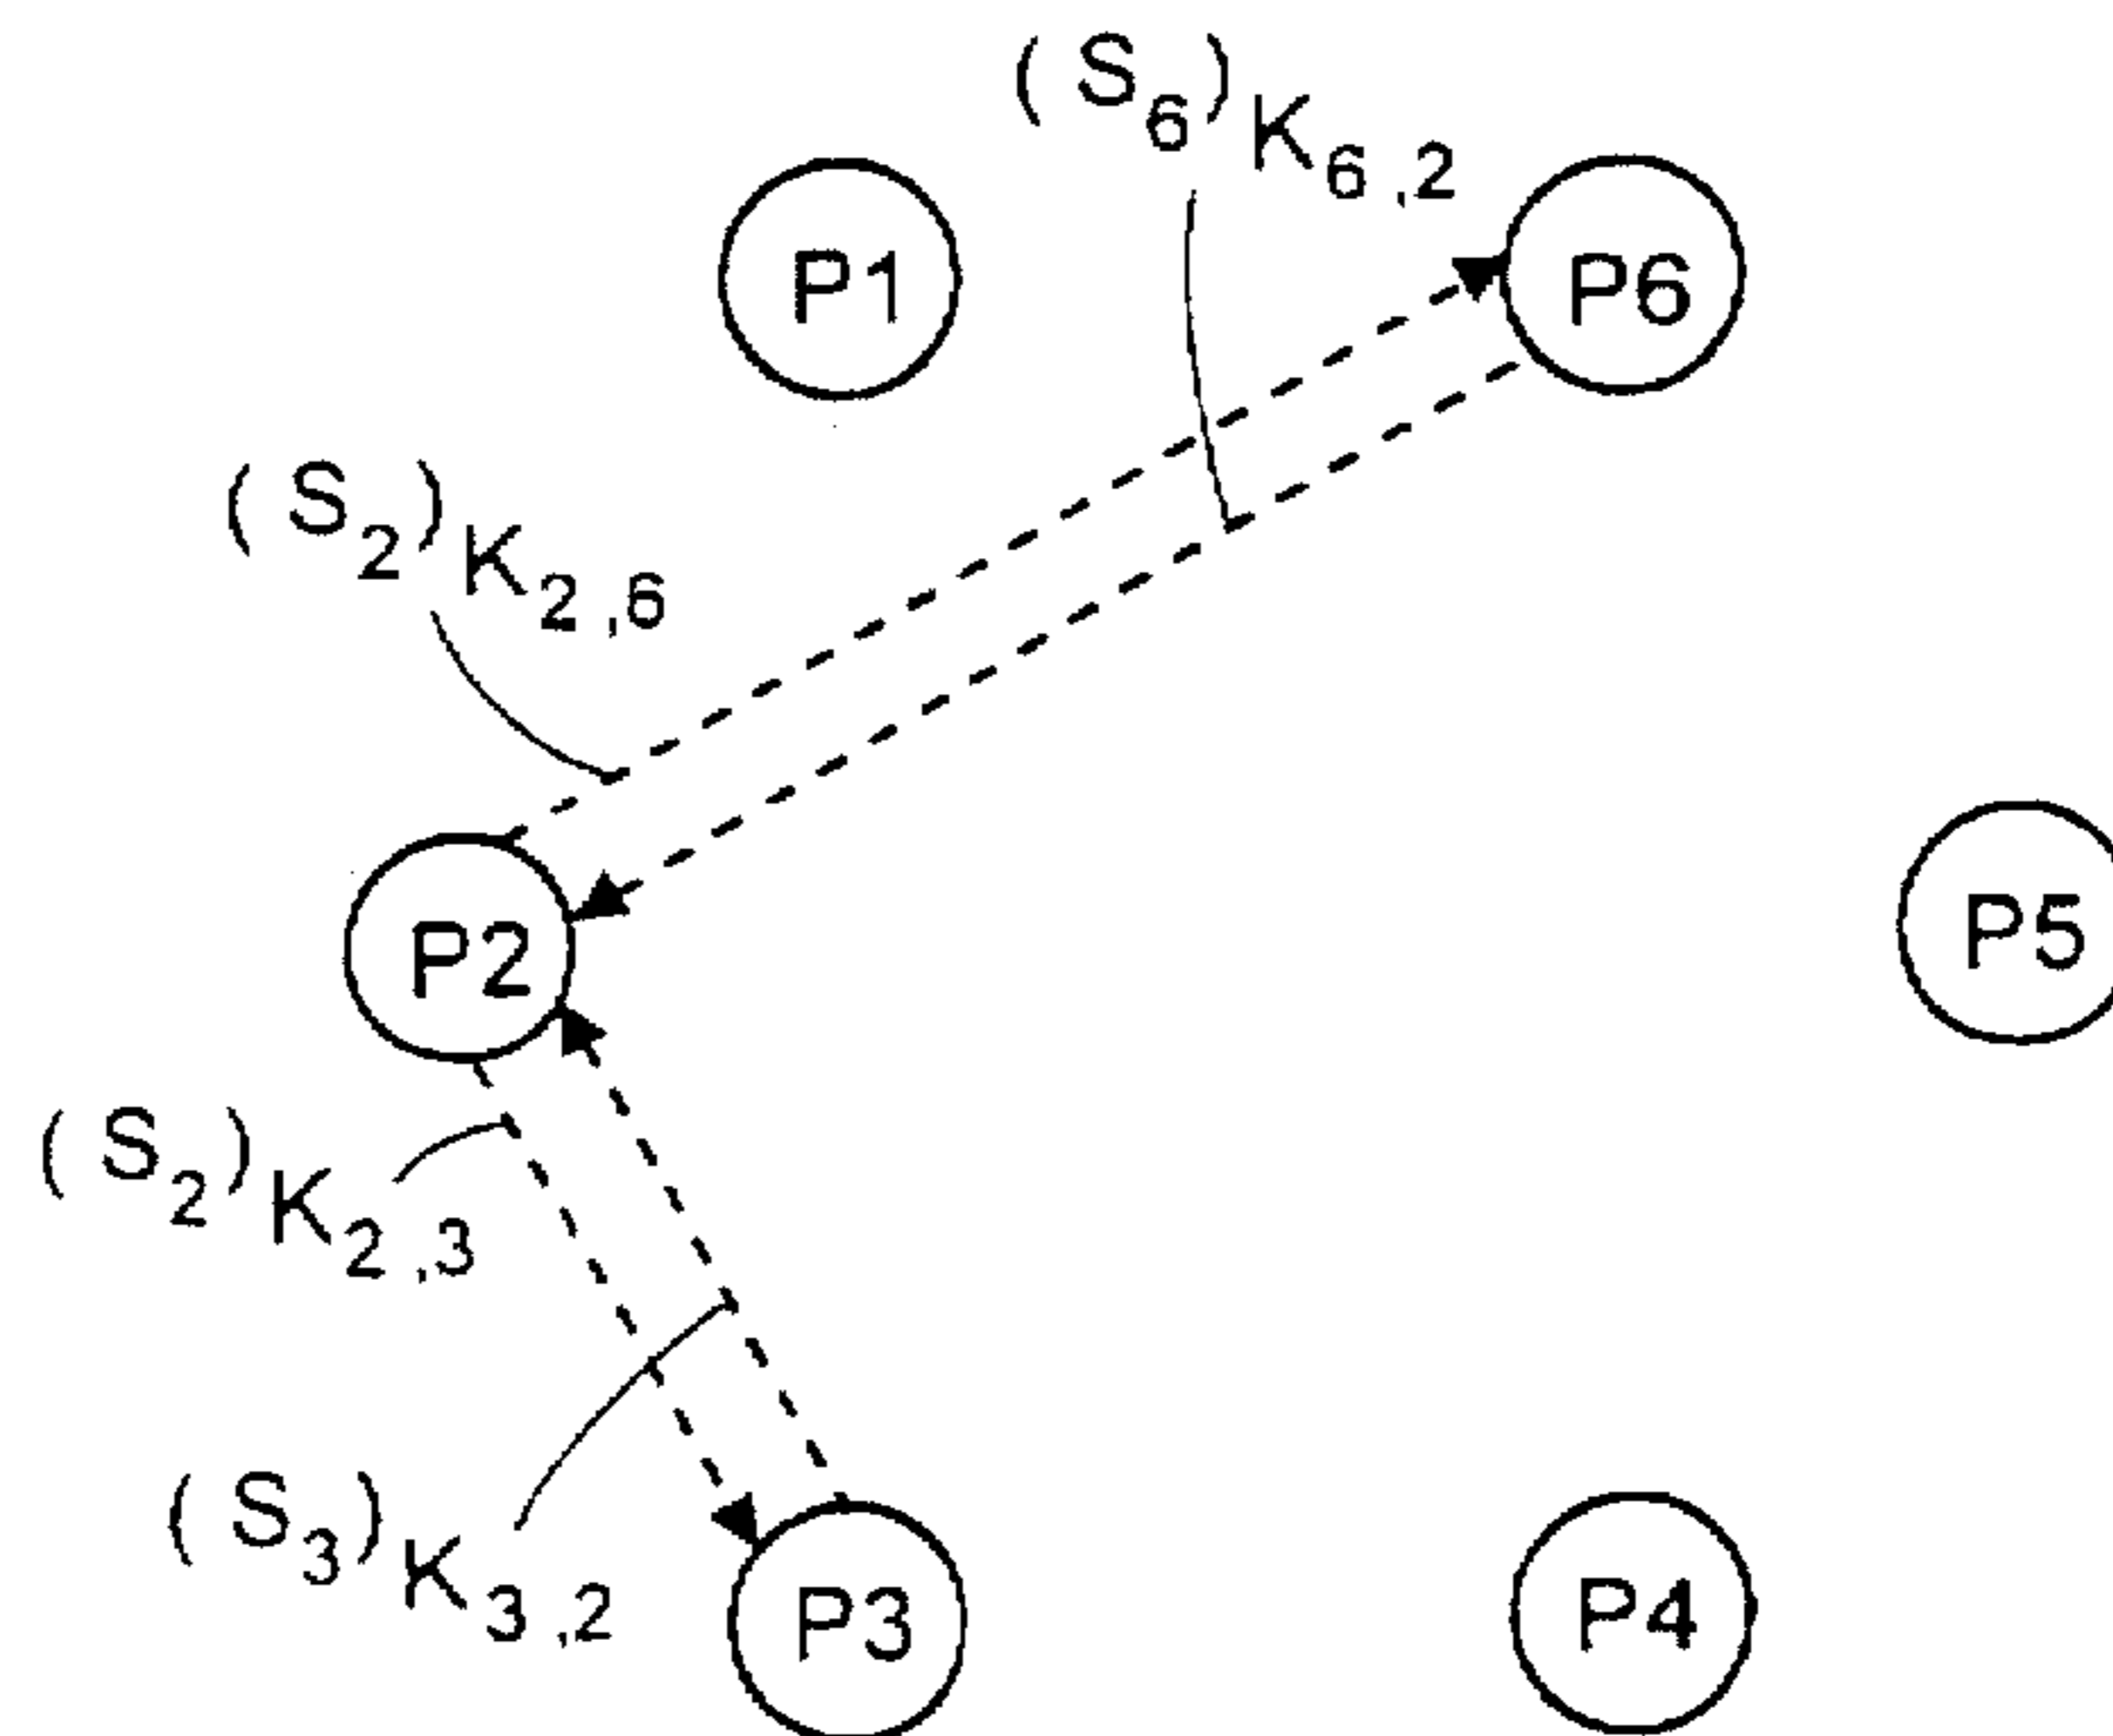 (S₆)K₆,₂
P1
P6
(S₂)K₂,₆
P2
P5
(S₂)K₂,₃
(S₃)K₃,₂
P3
P4